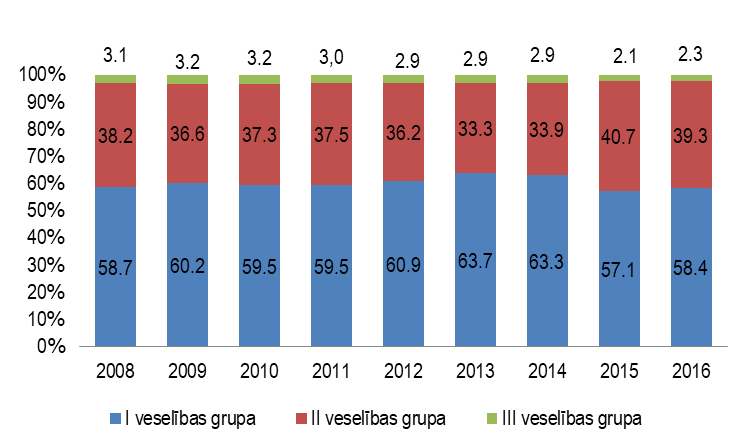 3.1 3.2 3.2 3,0 2.9 2.9 2.9 2.1 2.3
100%
90%
80%
70%
60%
50%
40%
30%
20%
10%
0%
38.2 36.6 37.3 37.5 36.2 33.3 33.9 40.7 39.3
58.7 60.2 59.5 59.5 60.9 63.7 63.3 57.1 58.4
2008 2009 2010 2011 2012 2013 2014 2015 2016
I veselības grupa II veselības grupa III veselības grupa